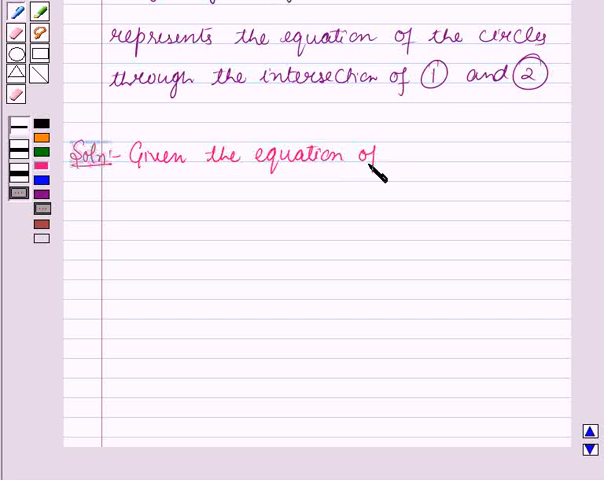 represents the equation of the circles
through the intersection of ① and ②
Soln:- Given the equation of